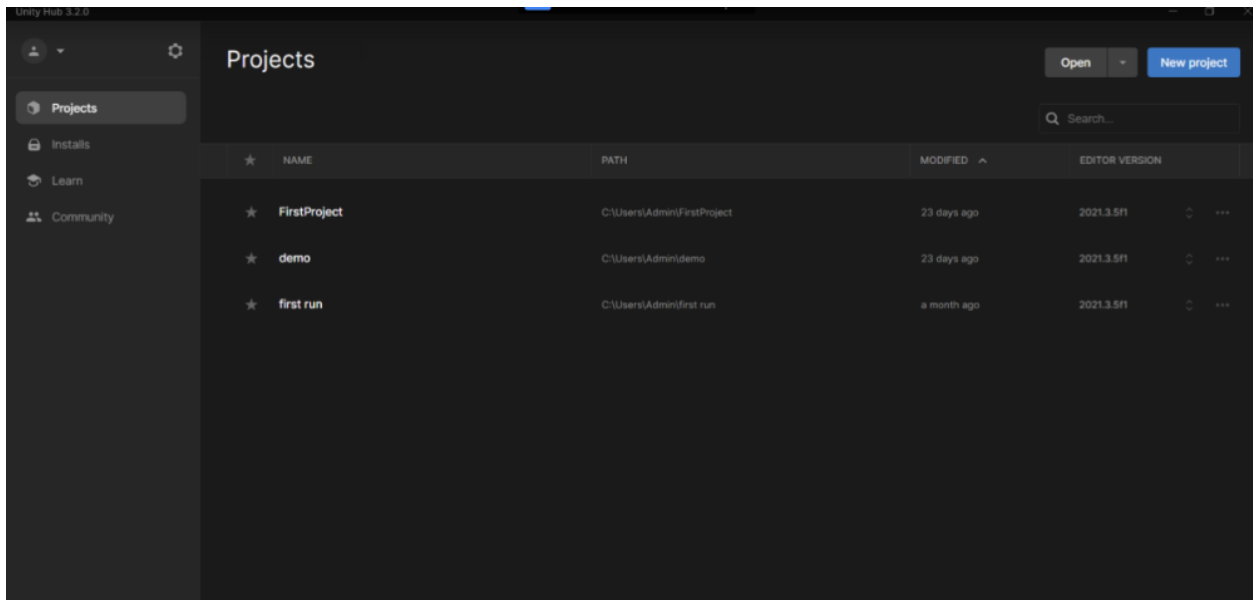 Unity Hub 3.2.0
Projects
Open
New project
Projects
Installs
Learn
Community
Search...
NAME PATH MODIFIED EDITOR VERSION
FirstProject C:\Users\Admin\FirstProject 23 days ago 2021.3.5f1
demo C:\Users\Admin\demo 23 days ago 2021.3.5f1
first run C:\Users\Admin\first run a month ago 2021.3.5f1